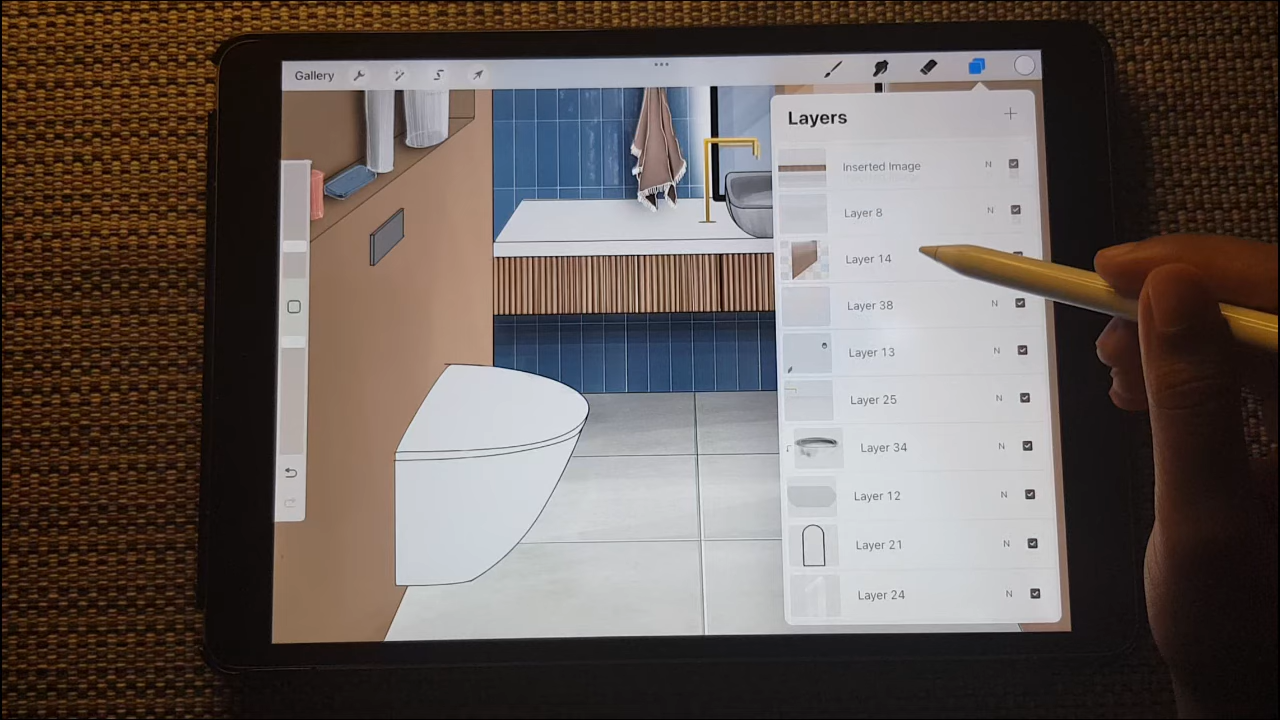 Gallery
Layers
Inserted Image N
Layer 8 N
Layer 14
Layer 38 N
Layer 13 N
Layer 25 N
Layer 34 N
Layer 12 N
Layer 21 N
Layer 24 N